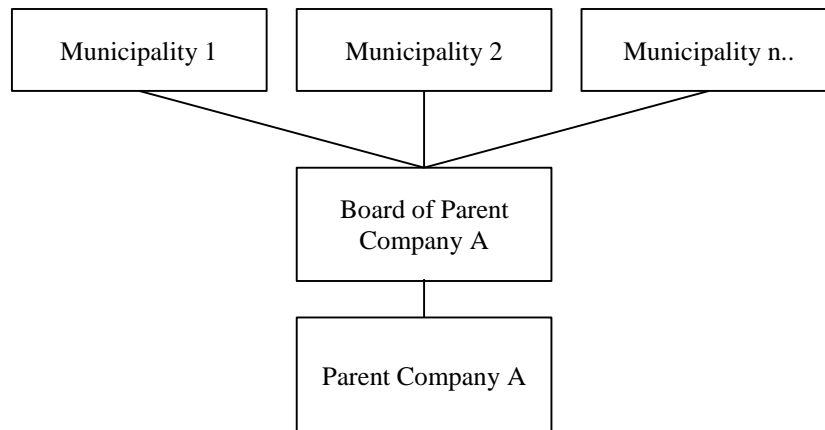 Municipality 1
Municipality 2
Municipality n..
Board of Parent
Company A
Parent Company A